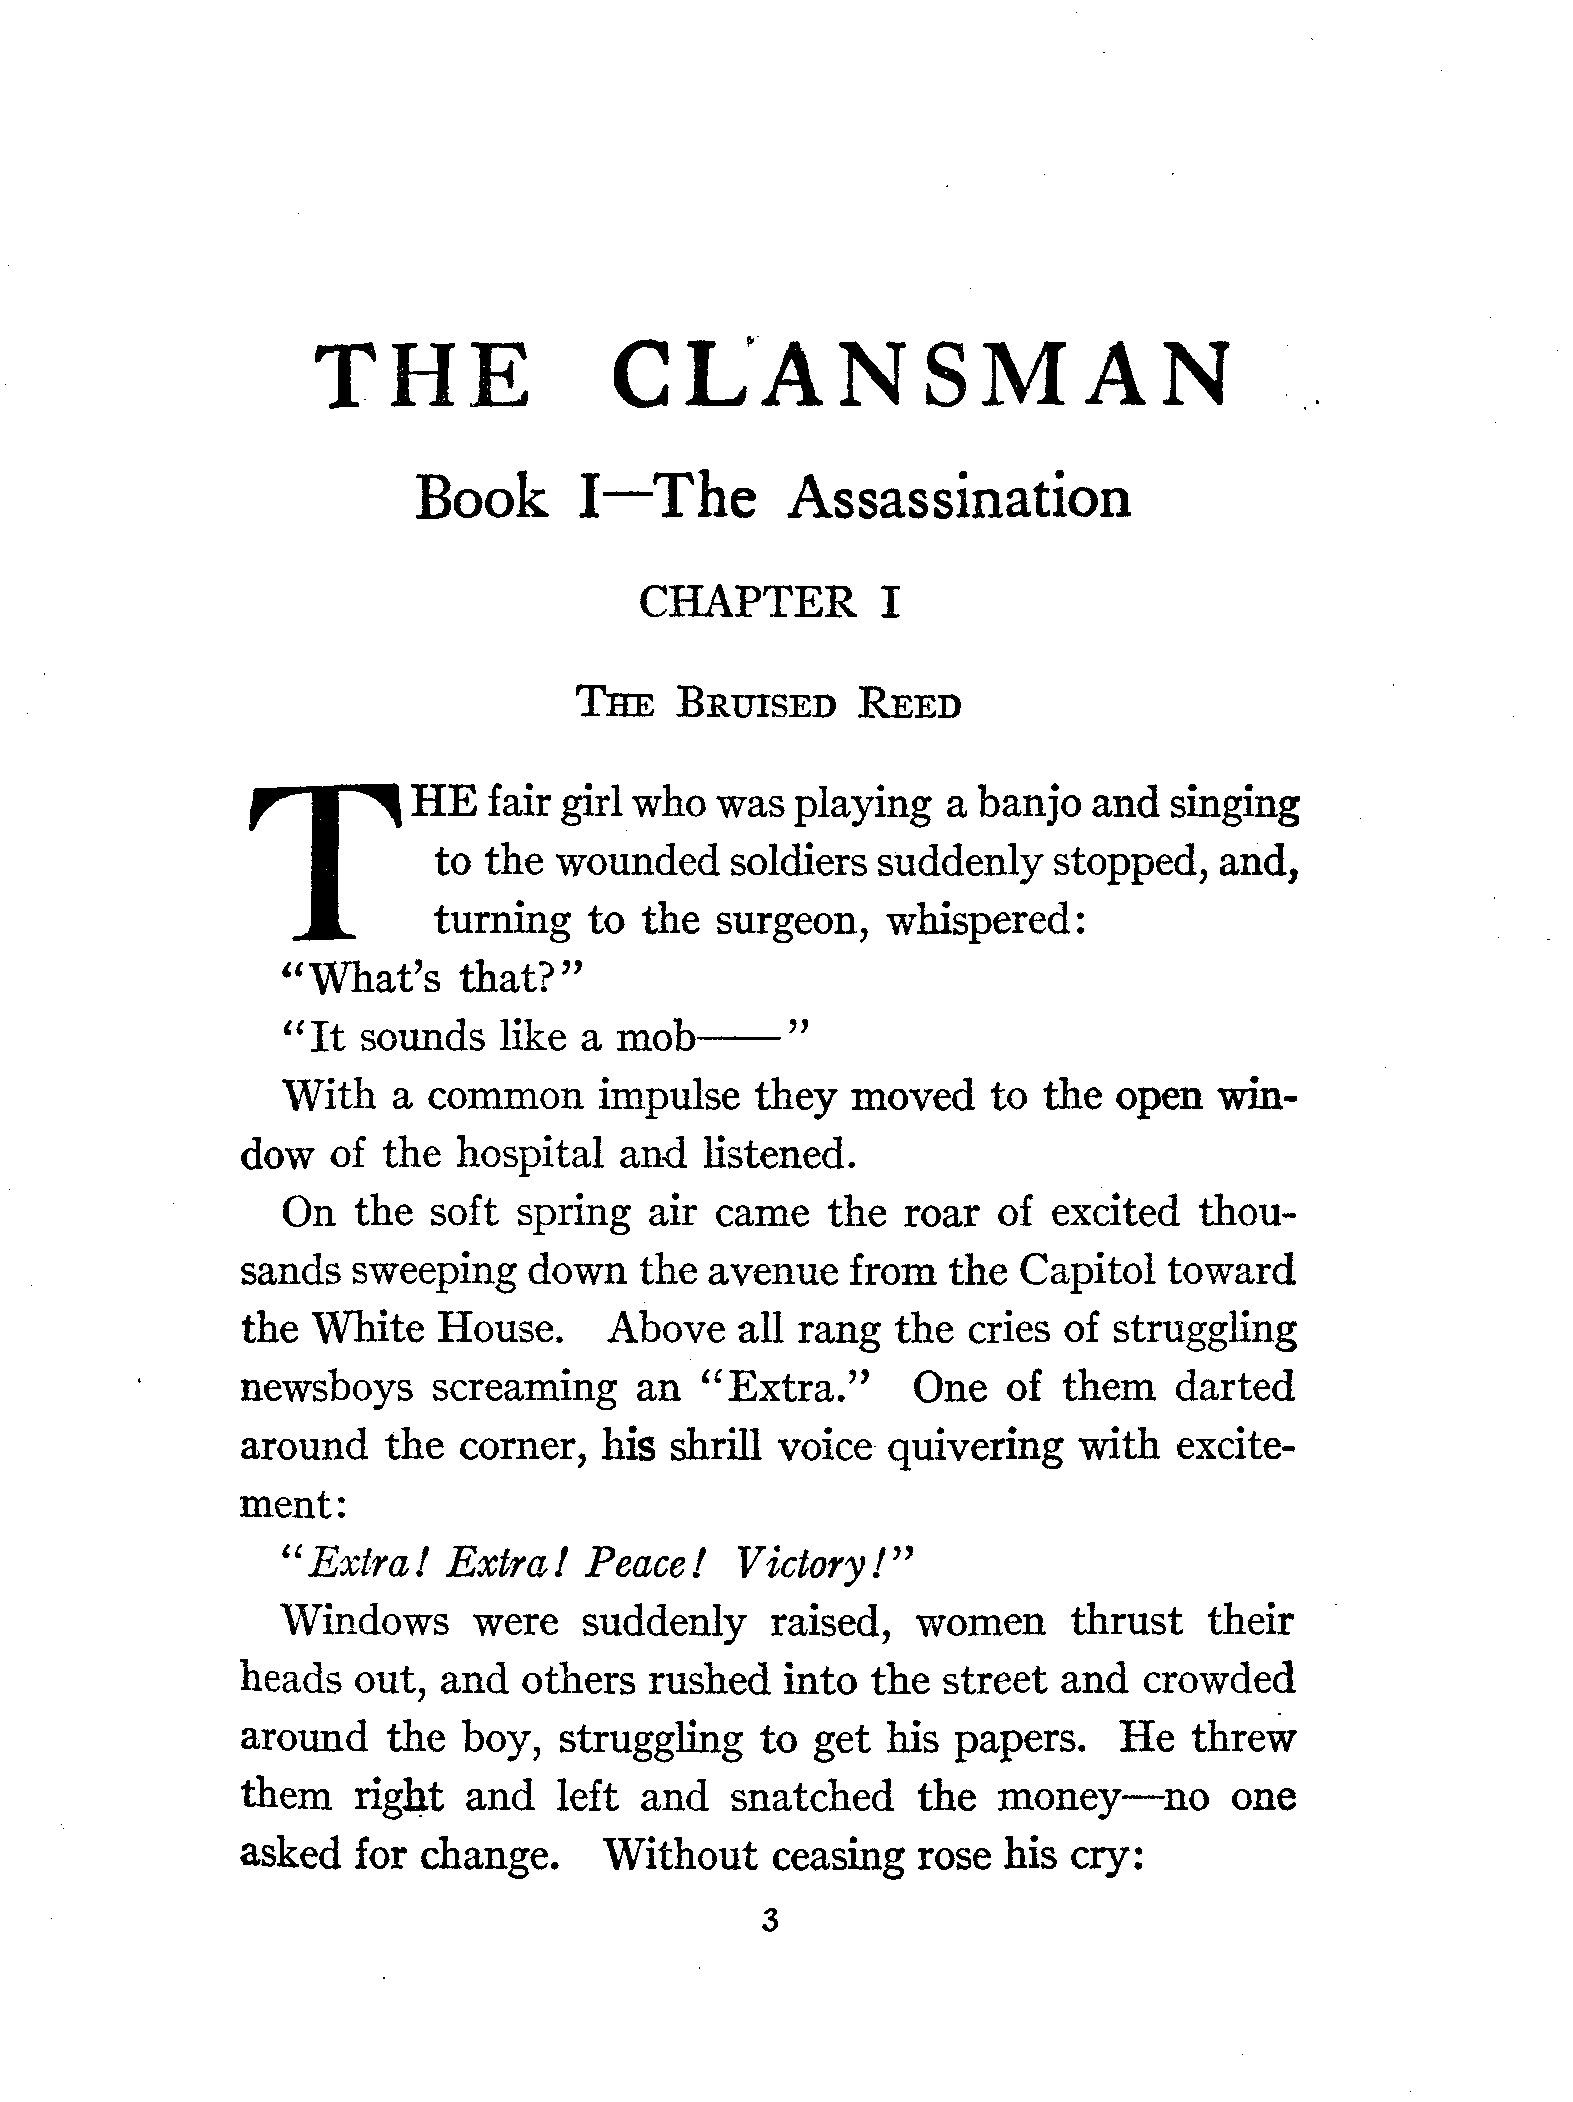 THE CLANSMAN
Book I—The Assassination
CHAPTER I
THE BRUISED REED
THE fair girl who was playing a banjo and singing
to the wounded soldiers suddenly stopped, and,
turning to the surgeon, whispered:
"What's that?"
"It sounds like a mob——"
With a common impulse they moved to the open win-
dow of the hospital and listened.
On the soft spring air came the roar of excited thou-
sands sweeping down the avenue from the Capitol toward
the White House. Above all rang the cries of struggling
newsboys screaming an "Extra." One of them darted
around the corner, his shrill voice quivering with excite-
ment:
"Extra! Extra! Peace! Victory!"
Windows were suddenly raised, women thrust their
heads out, and others rushed into the street and crowded
around the boy, struggling to get his papers. He threw
them right and left and snatched the money—no one
asked for change. Without ceasing rose his cry:
3